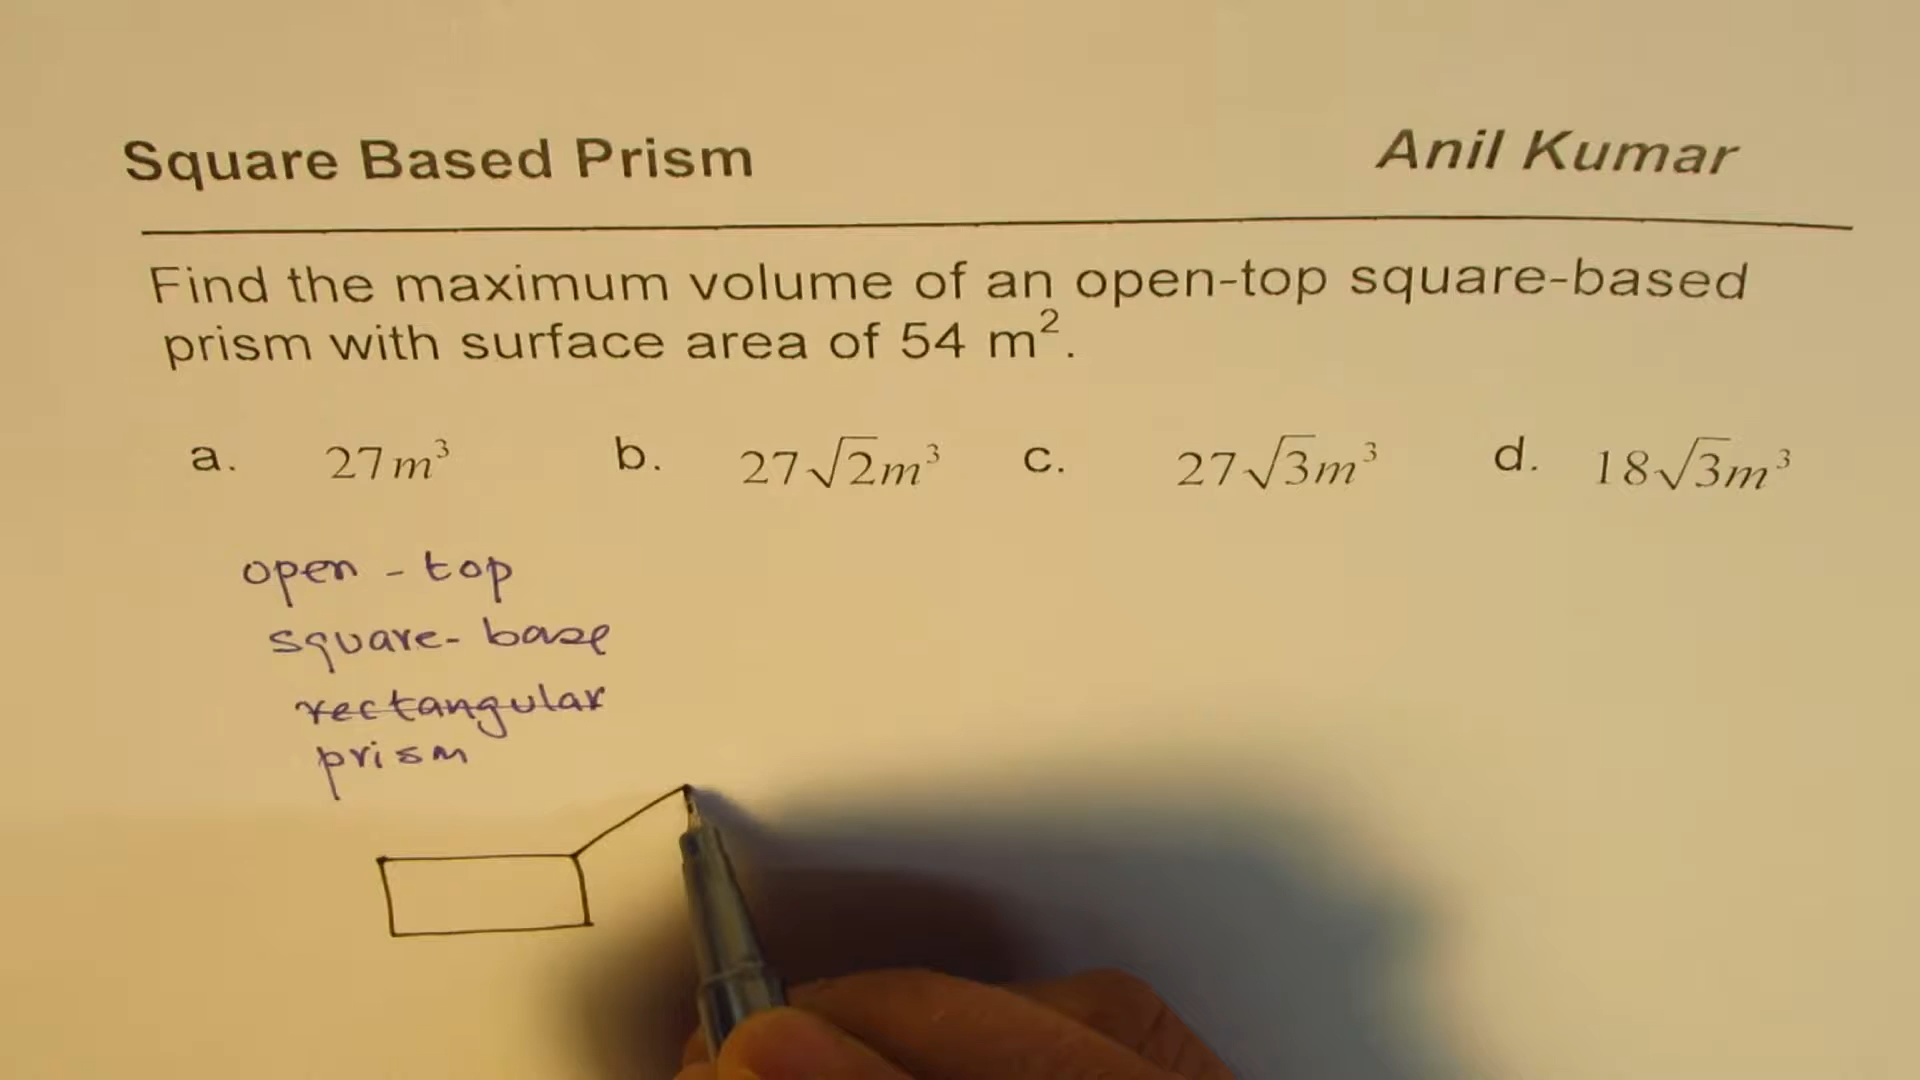 Square Based Prism
Anil Kumar
Find the maximum volume of an open-top square-based
prism with surface area of 54 m².
a. 27m³ b. 27√2m³ c. 27√3m³ d. 18√3m³
open - top
square- base
rectangular
prism